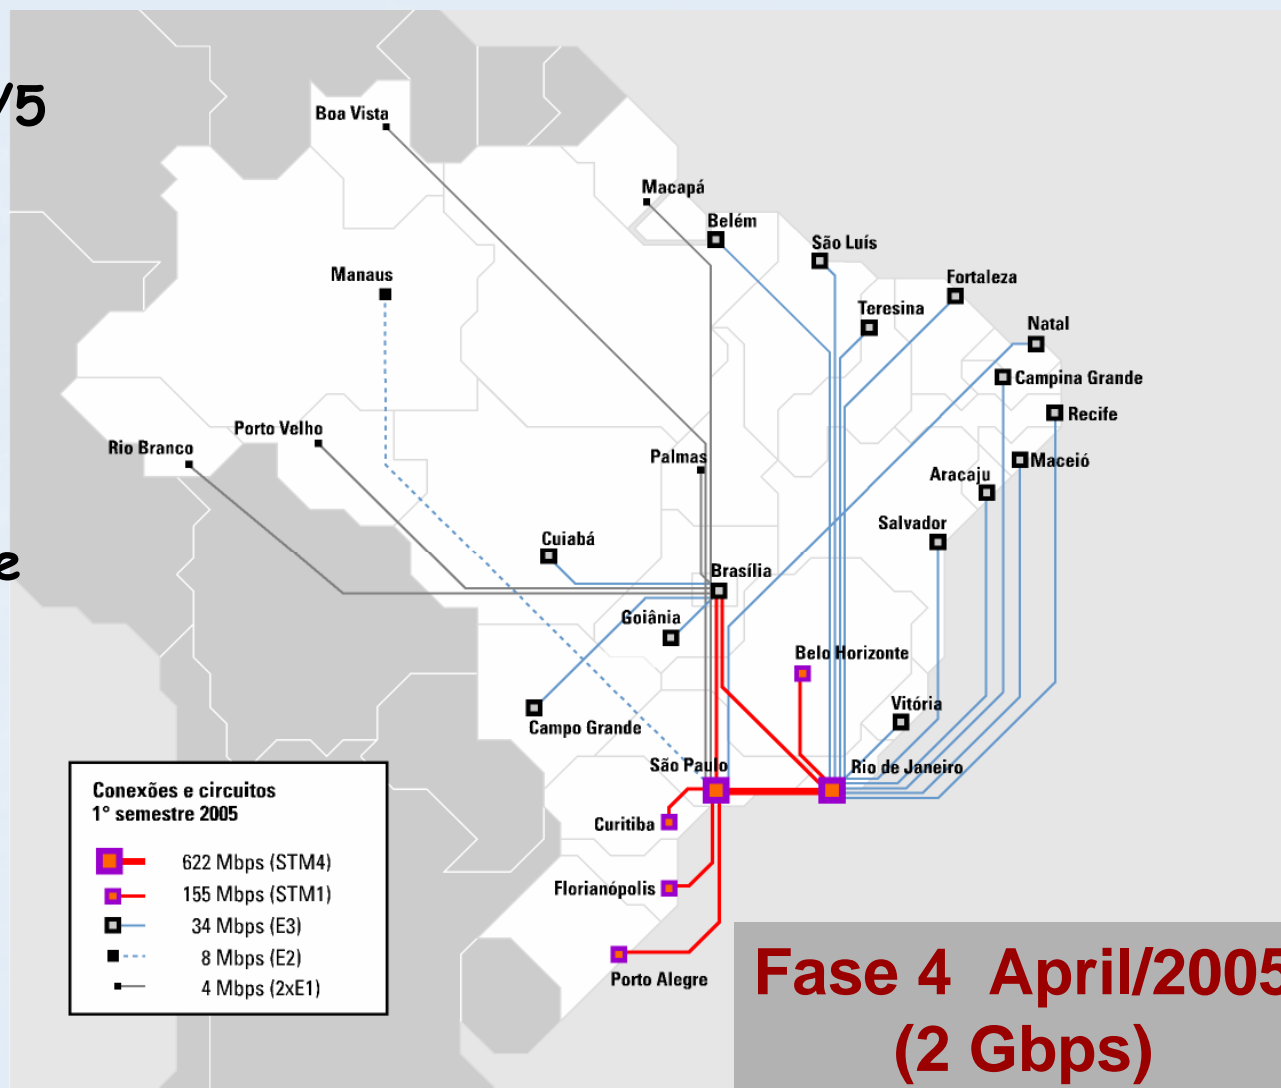 /5
Boa Vista
Macapá
Belém
São Luís
Manaus
Fortaleza
Teresina
Natal
Campina Grande
Recife
Porto Velho
Rio Branco
Palmas
Maceió
Aracaju
Salvador
Cuiabá
e
Brasília
Goiânia
Belo Horizonte
Vitória
Campo Grande
São Paulo
Rio de Janeiro
Curitiba
Florianópolis
Porto Alegre
Conexões e circuitos
1° semestre 2005
622 Mbps (STM4)
155 Mbps (STM1)
34 Mbps (E3)
8 Mbps (E2)
4 Mbps (2xE1)
Fase 4 April/2005
(2 Gbps)